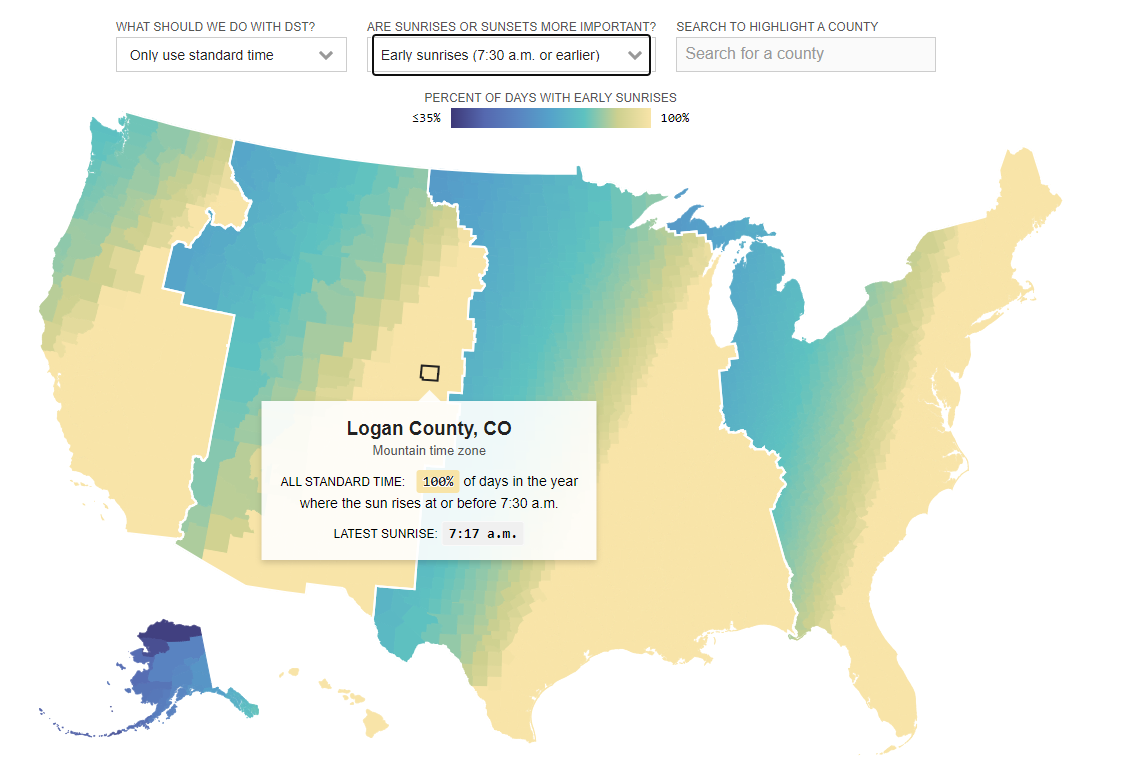 WHAT SHOULD WE DO WITH DST?
ARE SUNRISES OR SUNSETS MORE IMPORTANT?
SEARCH TO HIGHLIGHT A COUNTY
Only use standard time
Early sunrises (7:30 a.m. or earlier)
Search for a county
PERCENT OF DAYS WITH EARLY SUNRISES
≤35%
100%
Logan County, CO
Mountain time zone
ALL STANDARD TIME: 100% of days in the year
where the sun rises at or before 7:30 a.m.
LATEST SUNRISE: 7:17 a.m.